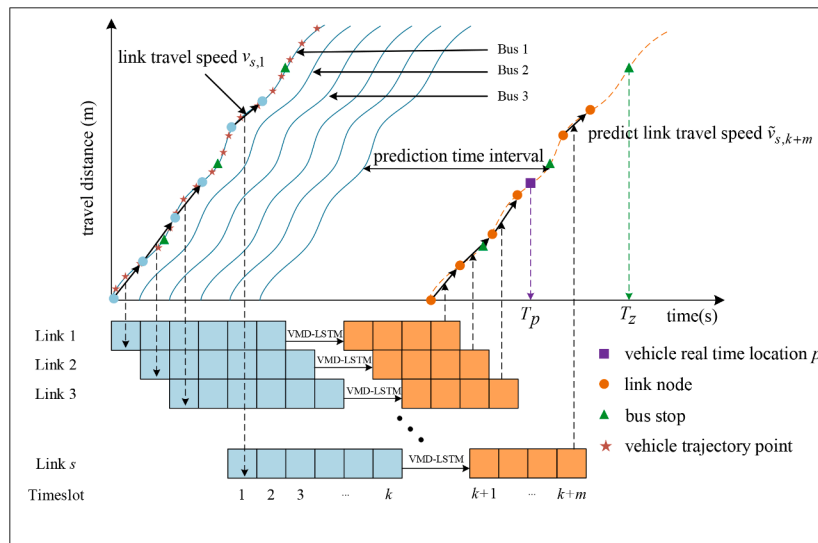 link travel speed v_{s,1}
Bus 1
Bus 2
Bus 3
travel distance (m)
predict link travel speed ṽ_{s,k+m}
prediction time interval
T_p
T_z
time(s)
Link 1
VMD-LSTM
Link 2
VMD-LSTM
Link 3
VMD-LSTM
Link s
VMD-LSTM
Timeslot
1 2 3 ... k k+1 ... k+m
vehicle real time location p
link node
bus stop
vehicle trajectory point